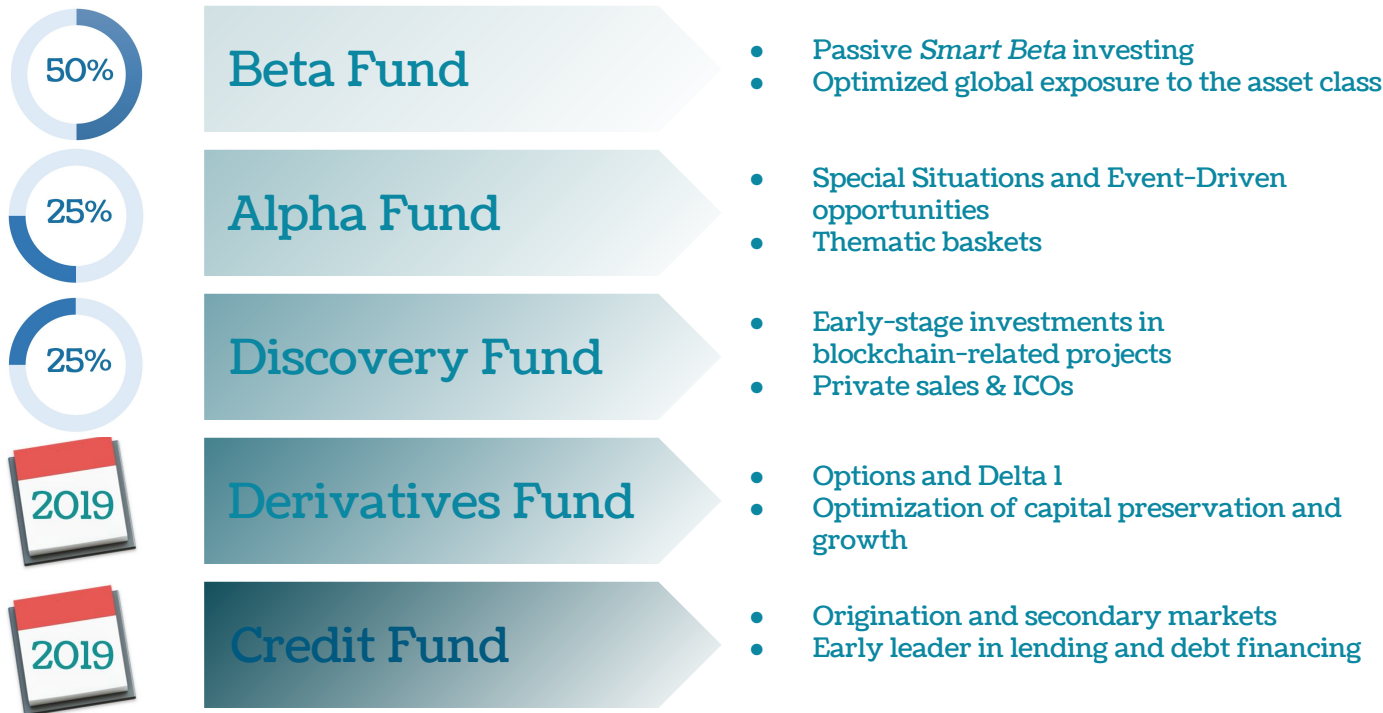 50%
Beta Fund
● Passive Smart Beta investing
● Optimized global exposure to the asset class
25%
Alpha Fund
● Special Situations and Event-Driven
opportunities
● Thematic baskets
25%
Discovery Fund
● Early-stage investments in
blockchain-related projects
● Private sales & ICOs
2019
Derivatives Fund
● Options and Delta 1
● Optimization of capital preservation and
growth
2019
Credit Fund
● Origination and secondary markets
● Early leader in lending and debt financing